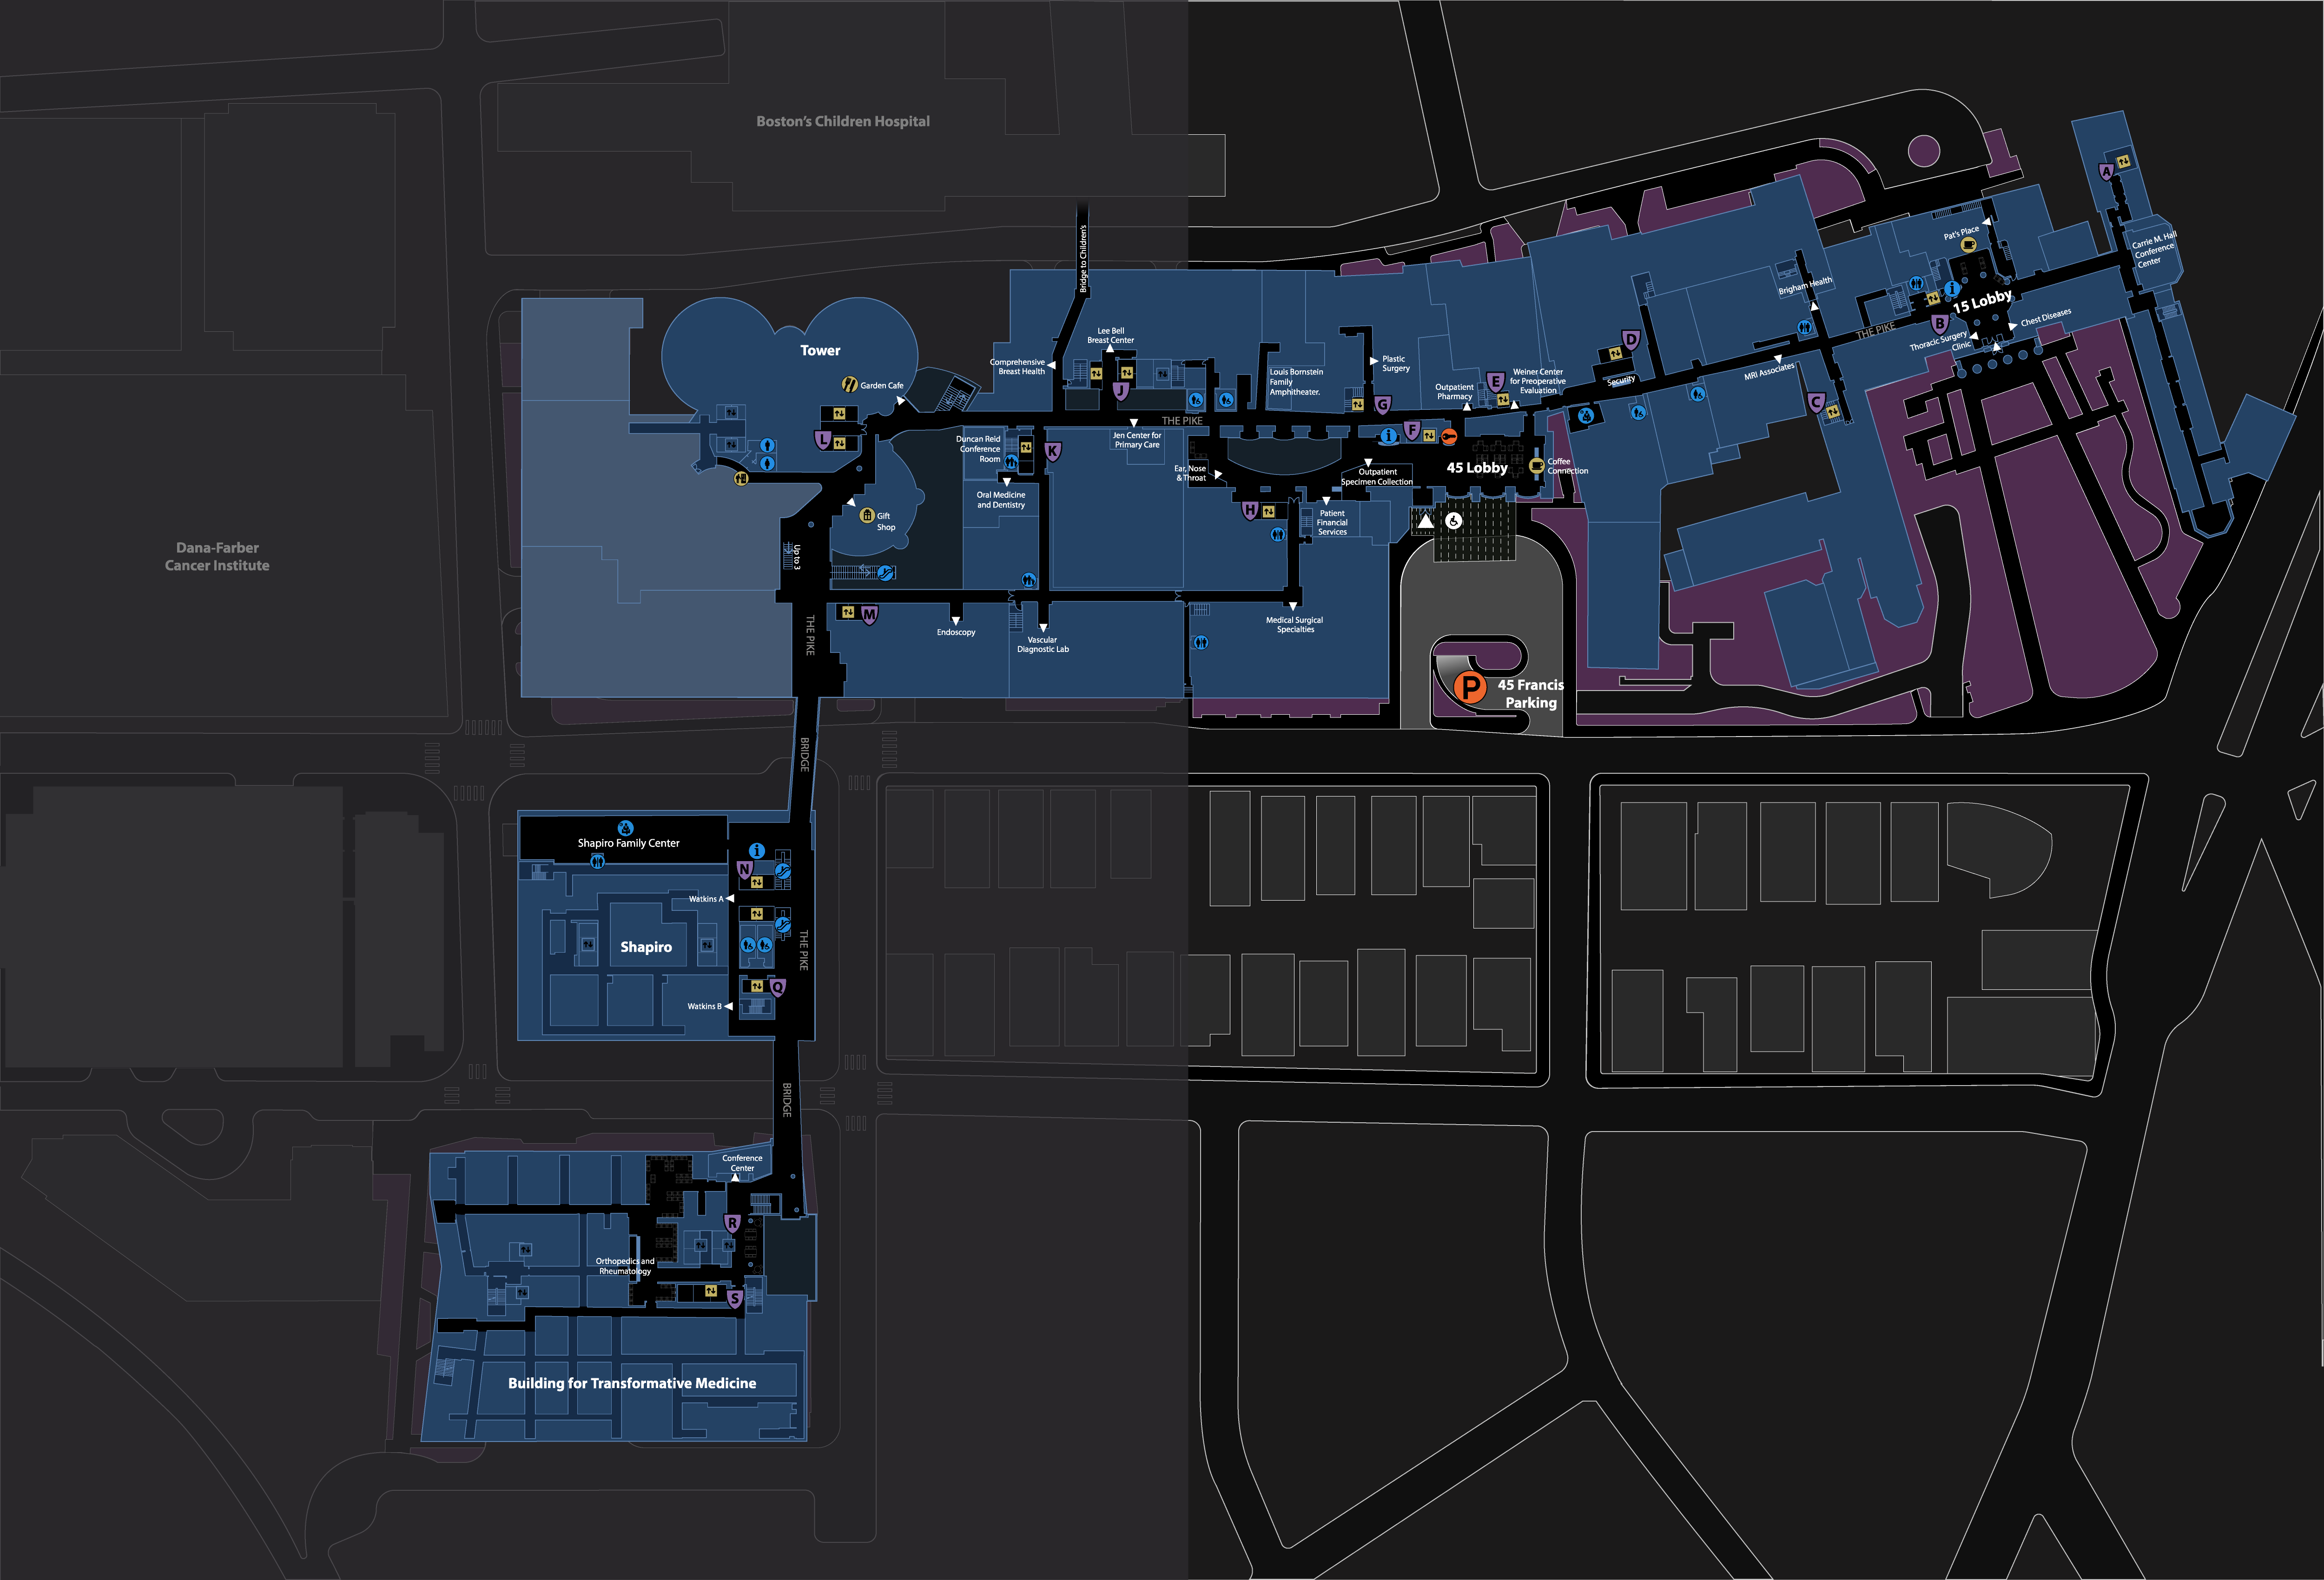 Boston's Children Hospital
Dana-Farber
Cancer Institute
Tower
Garden Cafe
L
Gift
Shop
Up to 3
THE PIKE
M
Endoscopy
Vascular
Diagnostic Lab
Duncan Reid
Conference
Room
K
Oral Medicine
and Dentistry
Bridge to Children's
Lee Bell
Breast Center
Comprehensive
Breast Health
J
THE PIKE
Jen Center for
Primary Care
Louis Bornstein
Family
Amphitheater.
Plastic
Surgery
G
Ear, Nose
& Throat
H
Patient
Financial
Services
Medical Surgical
Specialties
Outpatient
Specimen Collection
i
F
45 Lobby
Coffee
Connection
Outpatient
Pharmacy
E
Weiner Center
for Preoperative
Evaluation
P
45 Francis
Parking
D
Security
MRI Associates
C
Brigham Health
THE PIKE
B
i
15 Lobby
Pat's Place
Chest Diseases
Thoracic Surgery
Clinic
A
Carrie M. Hall
Conference
Center
BRIDGE
Shapiro Family Center
i
N
Watkins A
Shapiro
THE PIKE
Q
Watkins B
BRIDGE
Conference
Center
R
Orthopedics and
Rheumatology
S
Building for Transformative Medicine